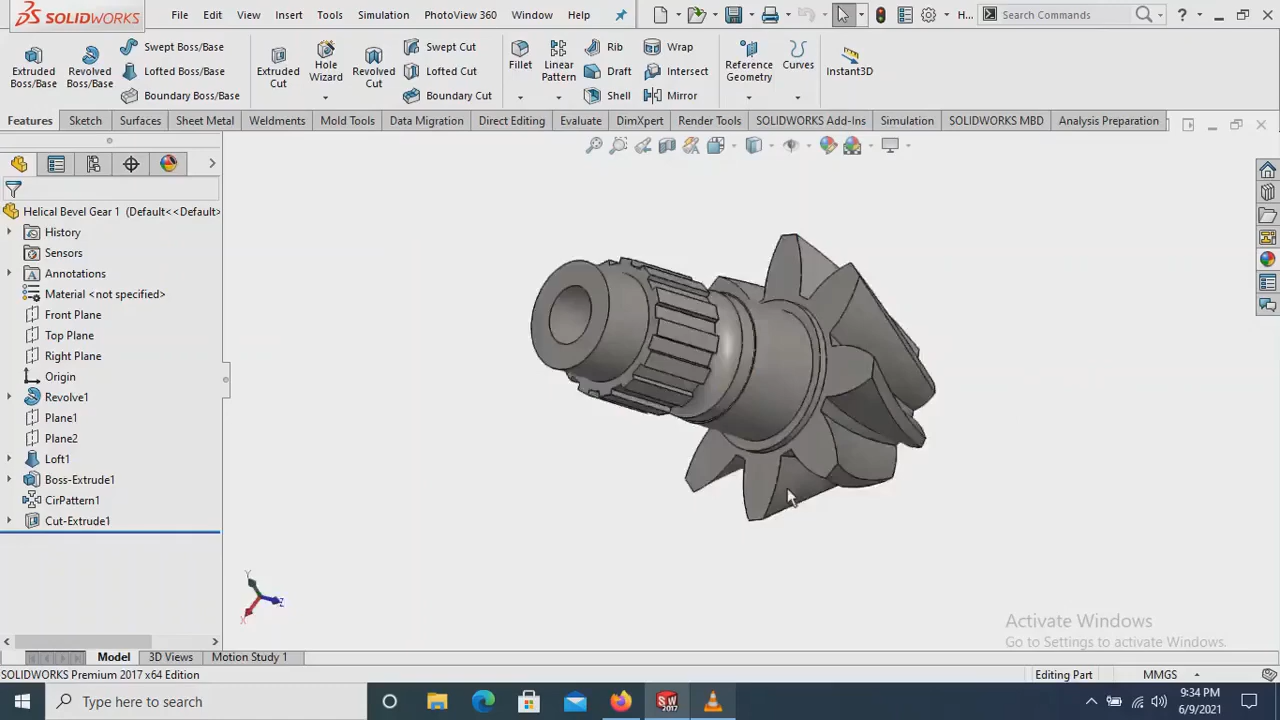 SOLIDWORKS File Edit View Insert Tools Simulation PhotoView 360 Window Help H... Search Commands ?
Extruded Boss/Base
Revolved Boss/Base
Swept Boss/Base
Lofted Boss/Base
Boundary Boss/Base
Extruded Cut
Hole Wizard
Revolved Cut
Swept Cut
Lofted Cut
Boundary Cut
Fillet
Linear Pattern
Rib
Draft
Shell
Wrap
Intersect
Mirror
Reference Geometry
Curves
Instant3D
Features Sketch Surfaces Sheet Metal Weldments Mold Tools Data Migration Direct Editing Evaluate DimXpert Render Tools SOLIDWORKS Add-Ins Simulation SOLIDWORKS MBD Analysis Preparation
Helical Bevel Gear 1 (Default<<Default>
History
Sensors
Annotations
Material <not specified>
Front Plane
Top Plane
Right Plane
Origin
Revolve1
Plane1
Plane2
Loft1
Boss-Extrude1
CirPattern1
Cut-Extrude1
Y
Z
X
Activate Windows
Go to Settings to activate Windows.
Model 3D Views Motion Study 1
SOLIDWORKS Premium 2017 x64 Edition Editing Part MMGS
Type here to search
SW
2017
9:34 PM
6/9/2021